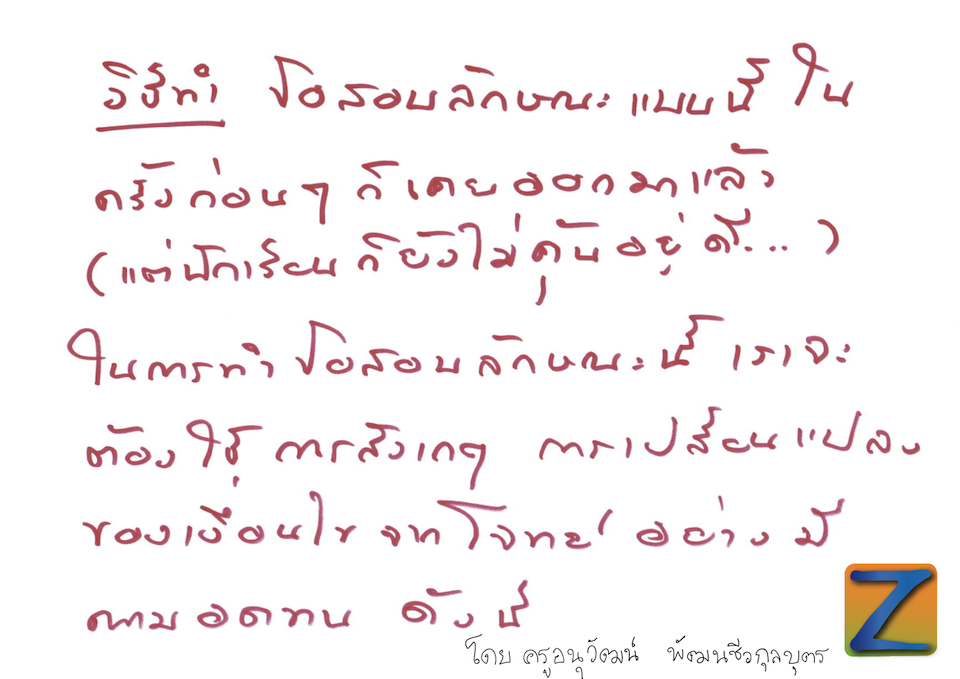 วิธีทำ ข้อสอบลักษณะแบบนี้ ใน
ครั้งก่อนๆ ก็เคยออกมาแล้ว
(แต่นักเรียนก็ยังไม่คุ้นอยู่ดี...)
ในการทำ ข้อสอบลักษณะนี้ เราจะ
ต้องใช้ การสังเกตุ การเปลี่ยนแปลง
ของเงื่อนไข จากโจทย์ อย่างมี
ความอดทน ดังนี้
โดย ครูอนุวัฒน์ พัฒนชีวกุลบุตร
Z